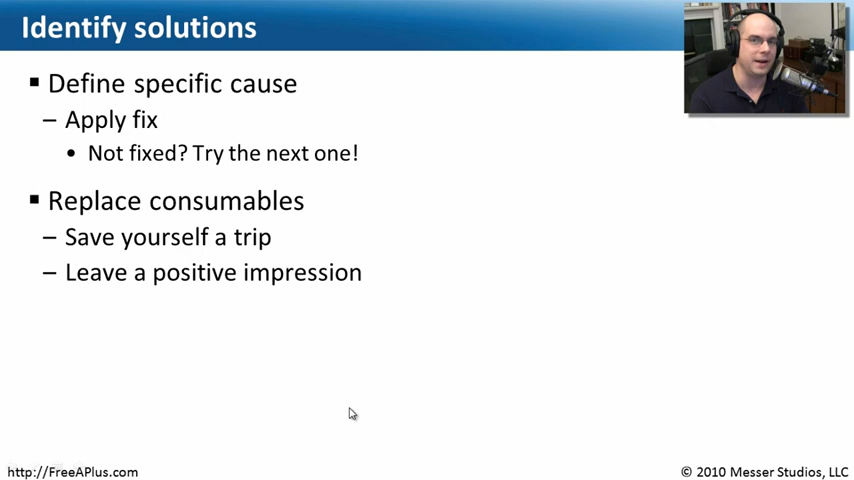 Identify solutions
▪ Define specific cause
– Apply fix
• Not fixed? Try the next one!
▪ Replace consumables
– Save yourself a trip
– Leave a positive impression
http://FreeAPlus.com
© 2010 Messer Studios, LLC